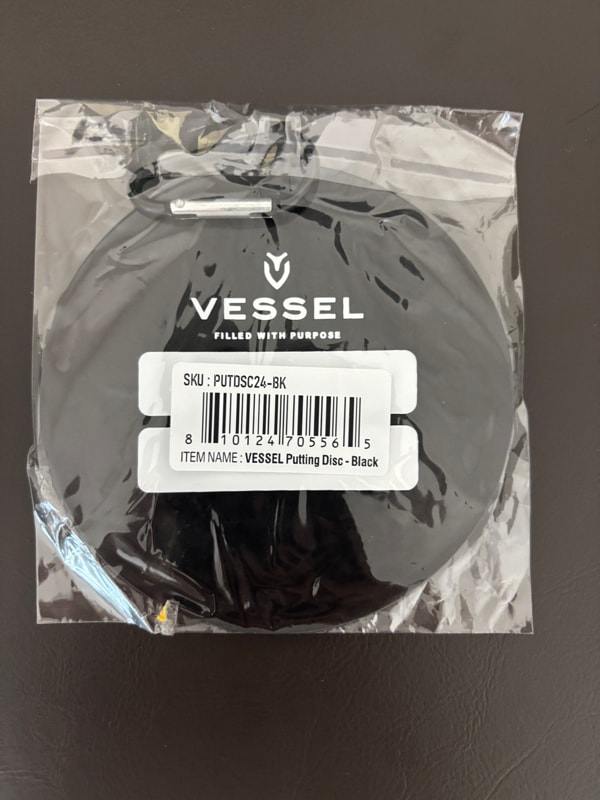 VESSEL
FILLED WITH PURPOSE
SKU : PUTDSC24-BK
8 10124 70556 5
ITEM NAME : VESSEL Putting Disc - Black